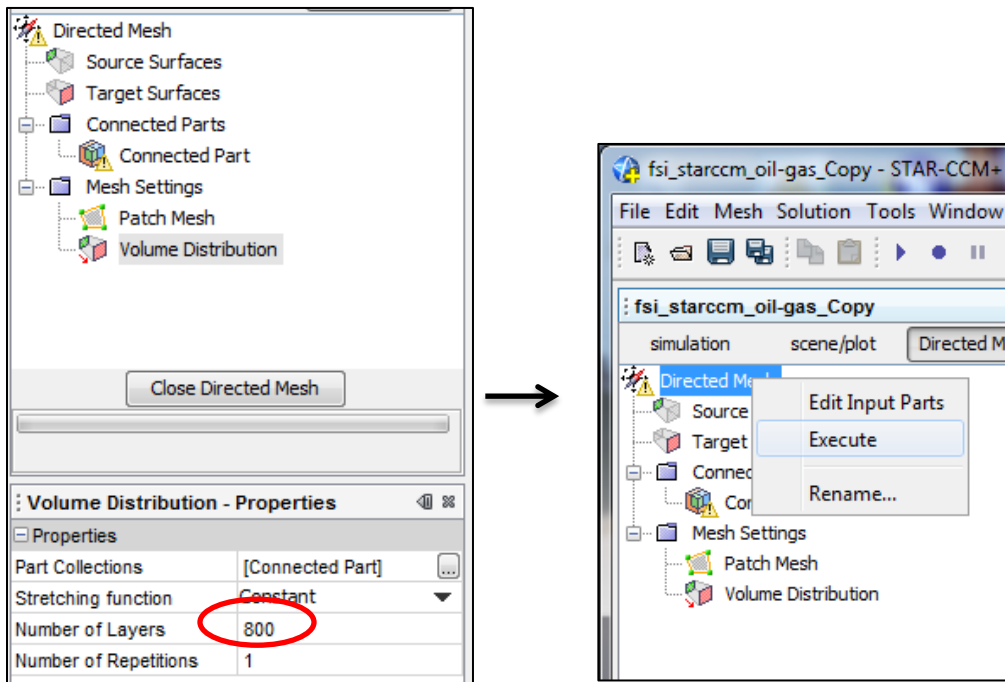 Directed Mesh
Source Surfaces
Target Surfaces
Connected Parts
Connected Part
Mesh Settings
Patch Mesh
Volume Distribution
Close Directed Mesh
Volume Distribution - Properties
Properties
Part Collections [Connected Part] ...
Stretching function Constant
Number of Layers 800
Number of Repetitions 1
fsi_starccm_oil-gas_Copy - STAR-CCM+
File Edit Mesh Solution Tools Window
fsi_starccm_oil-gas_Copy
simulation scene/plot Directed M
Directed Mesh
Source
Target
Connec
Con
Mesh Settings
Patch Mesh
Volume Distribution
Edit Input Parts
Execute
Rename...